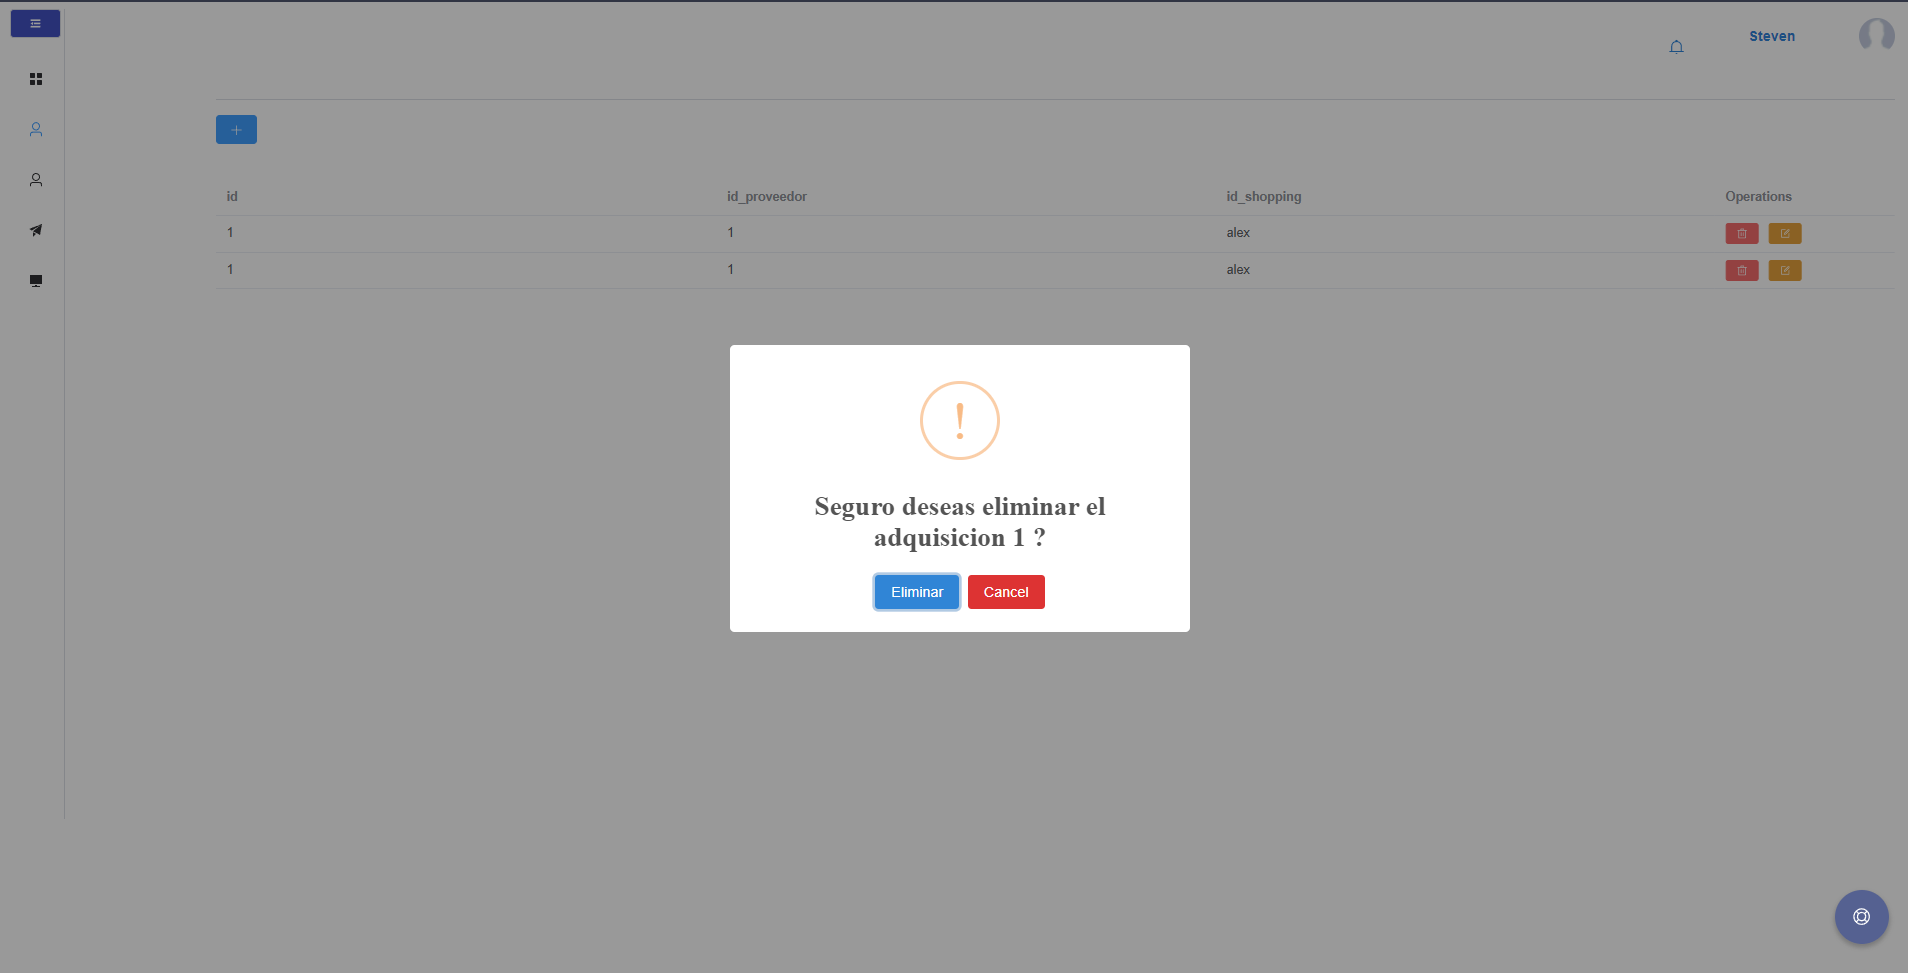 Steven
id id_proveedor id_shopping Operations
1 1 alex
1 1 alex
!
Seguro deseas eliminar el
adquisicion 1 ?
Eliminar Cancel